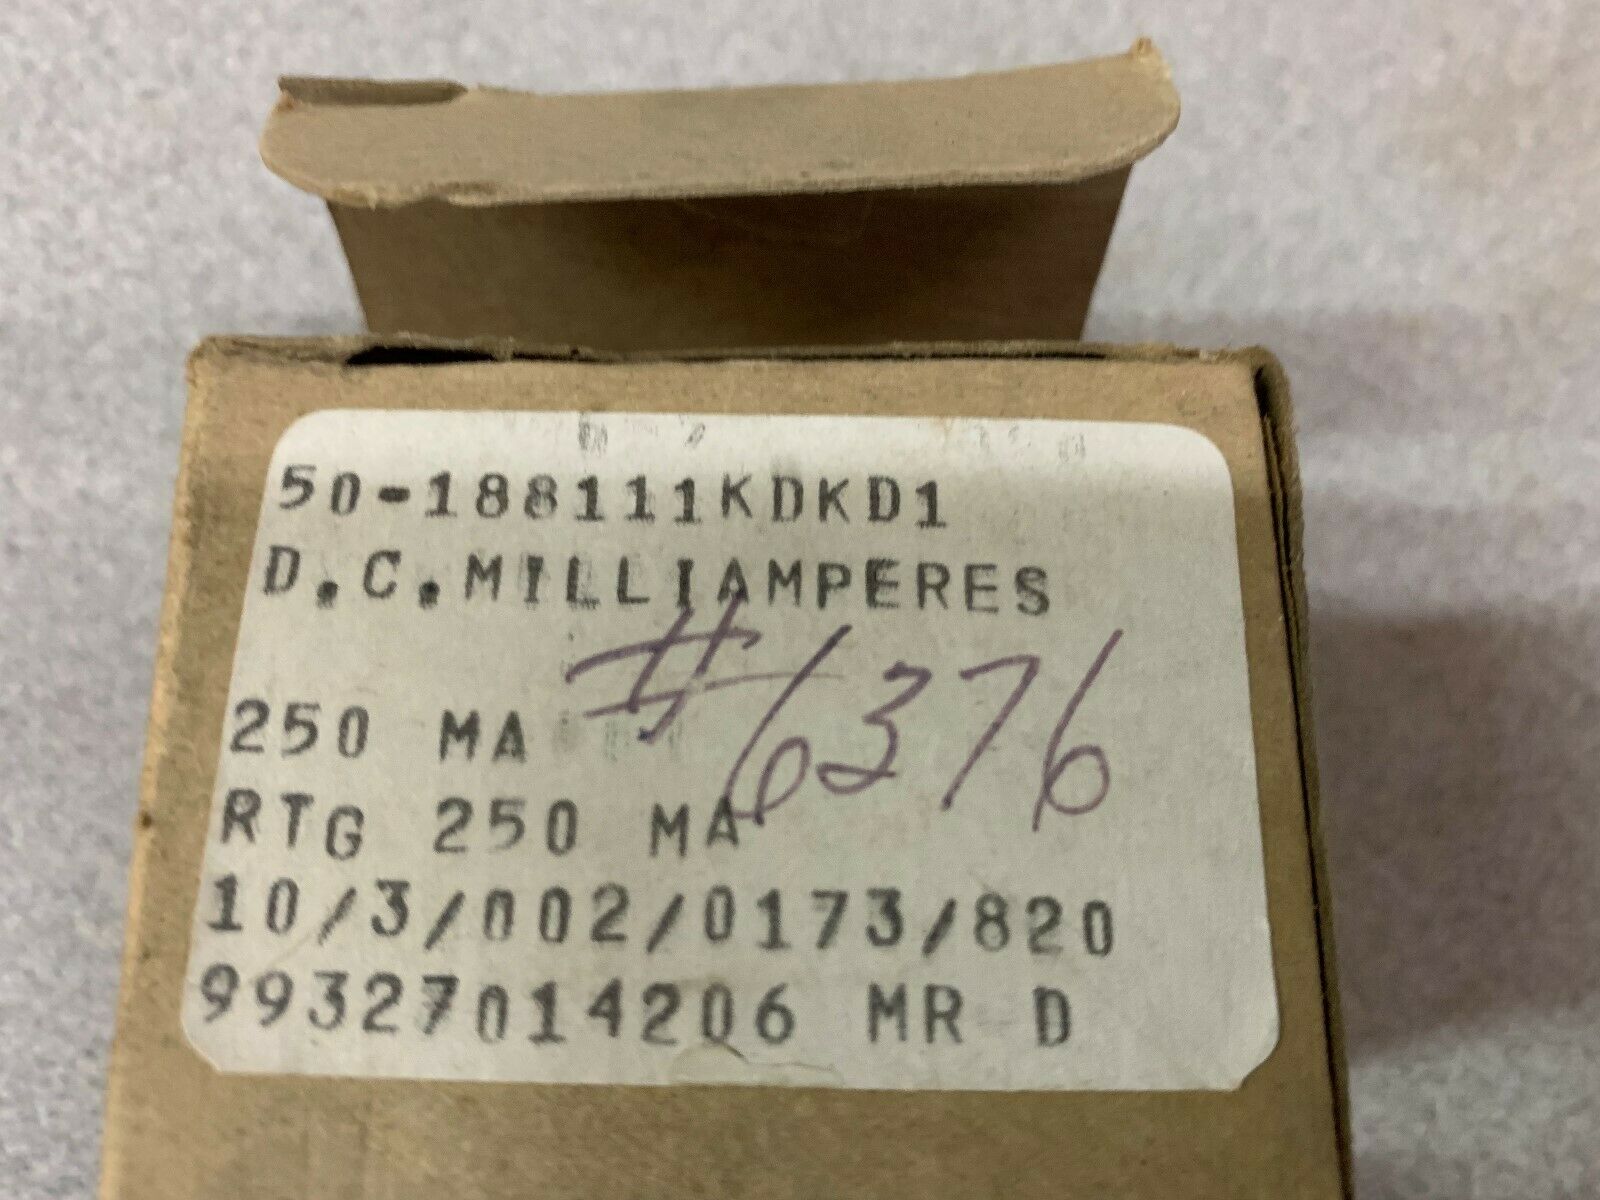 50-188111KDKD1
D.C.MILLIAMPERES
#6376
250 MA
RTG 250 MA
10/3/002/0173/820
99327014206 MR D